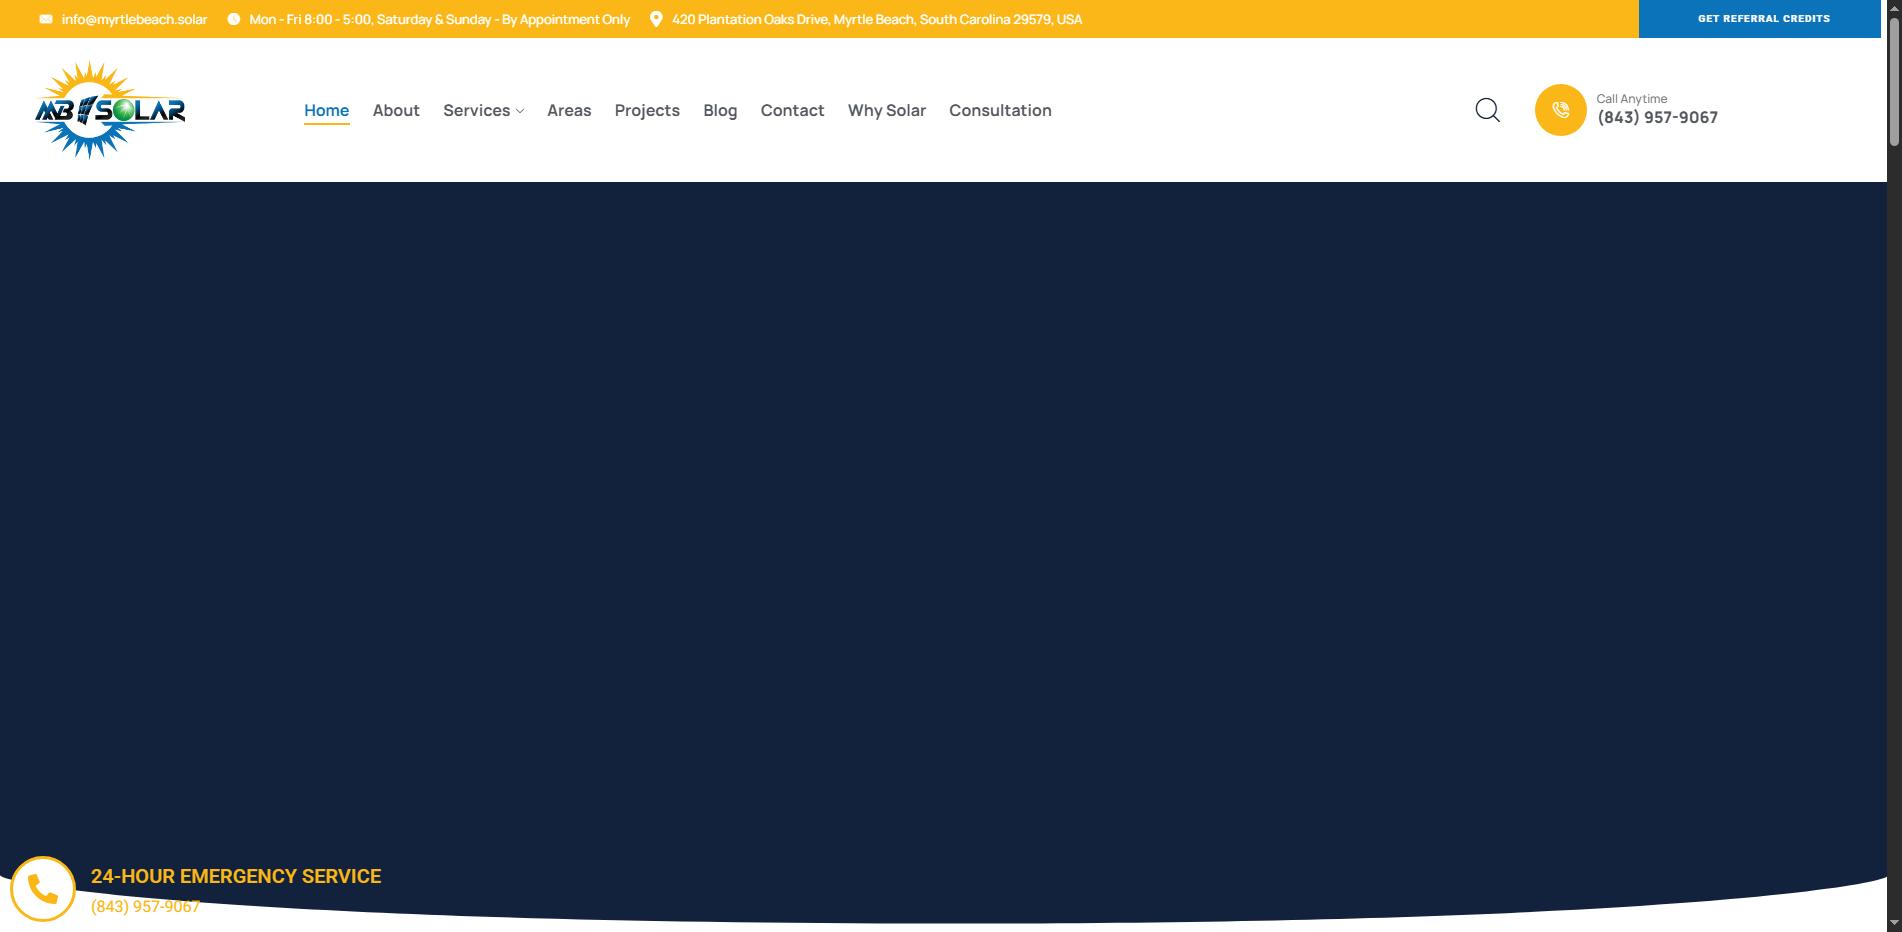 info@myrtlebeach.solar
Mon - Fri 8:00 - 5:00, Saturday & Sunday - By Appointment Only
420 Plantation Oaks Drive, Myrtle Beach, South Carolina 29579, USA
GET REFERRAL CREDITS
MB SOLAR
Home
About
Services
Areas
Projects
Blog
Contact
Why Solar
Consultation
Call Anytime
(843) 957-9067
24-HOUR EMERGENCY SERVICE
(843) 957-9067